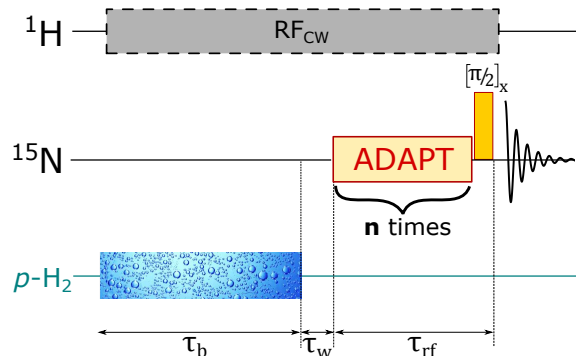 ¹H
RF_CW
[π/2]ₓ
¹⁵N
ADAPT
n times
p-H₂
τ_b
τ_w
τ_rf